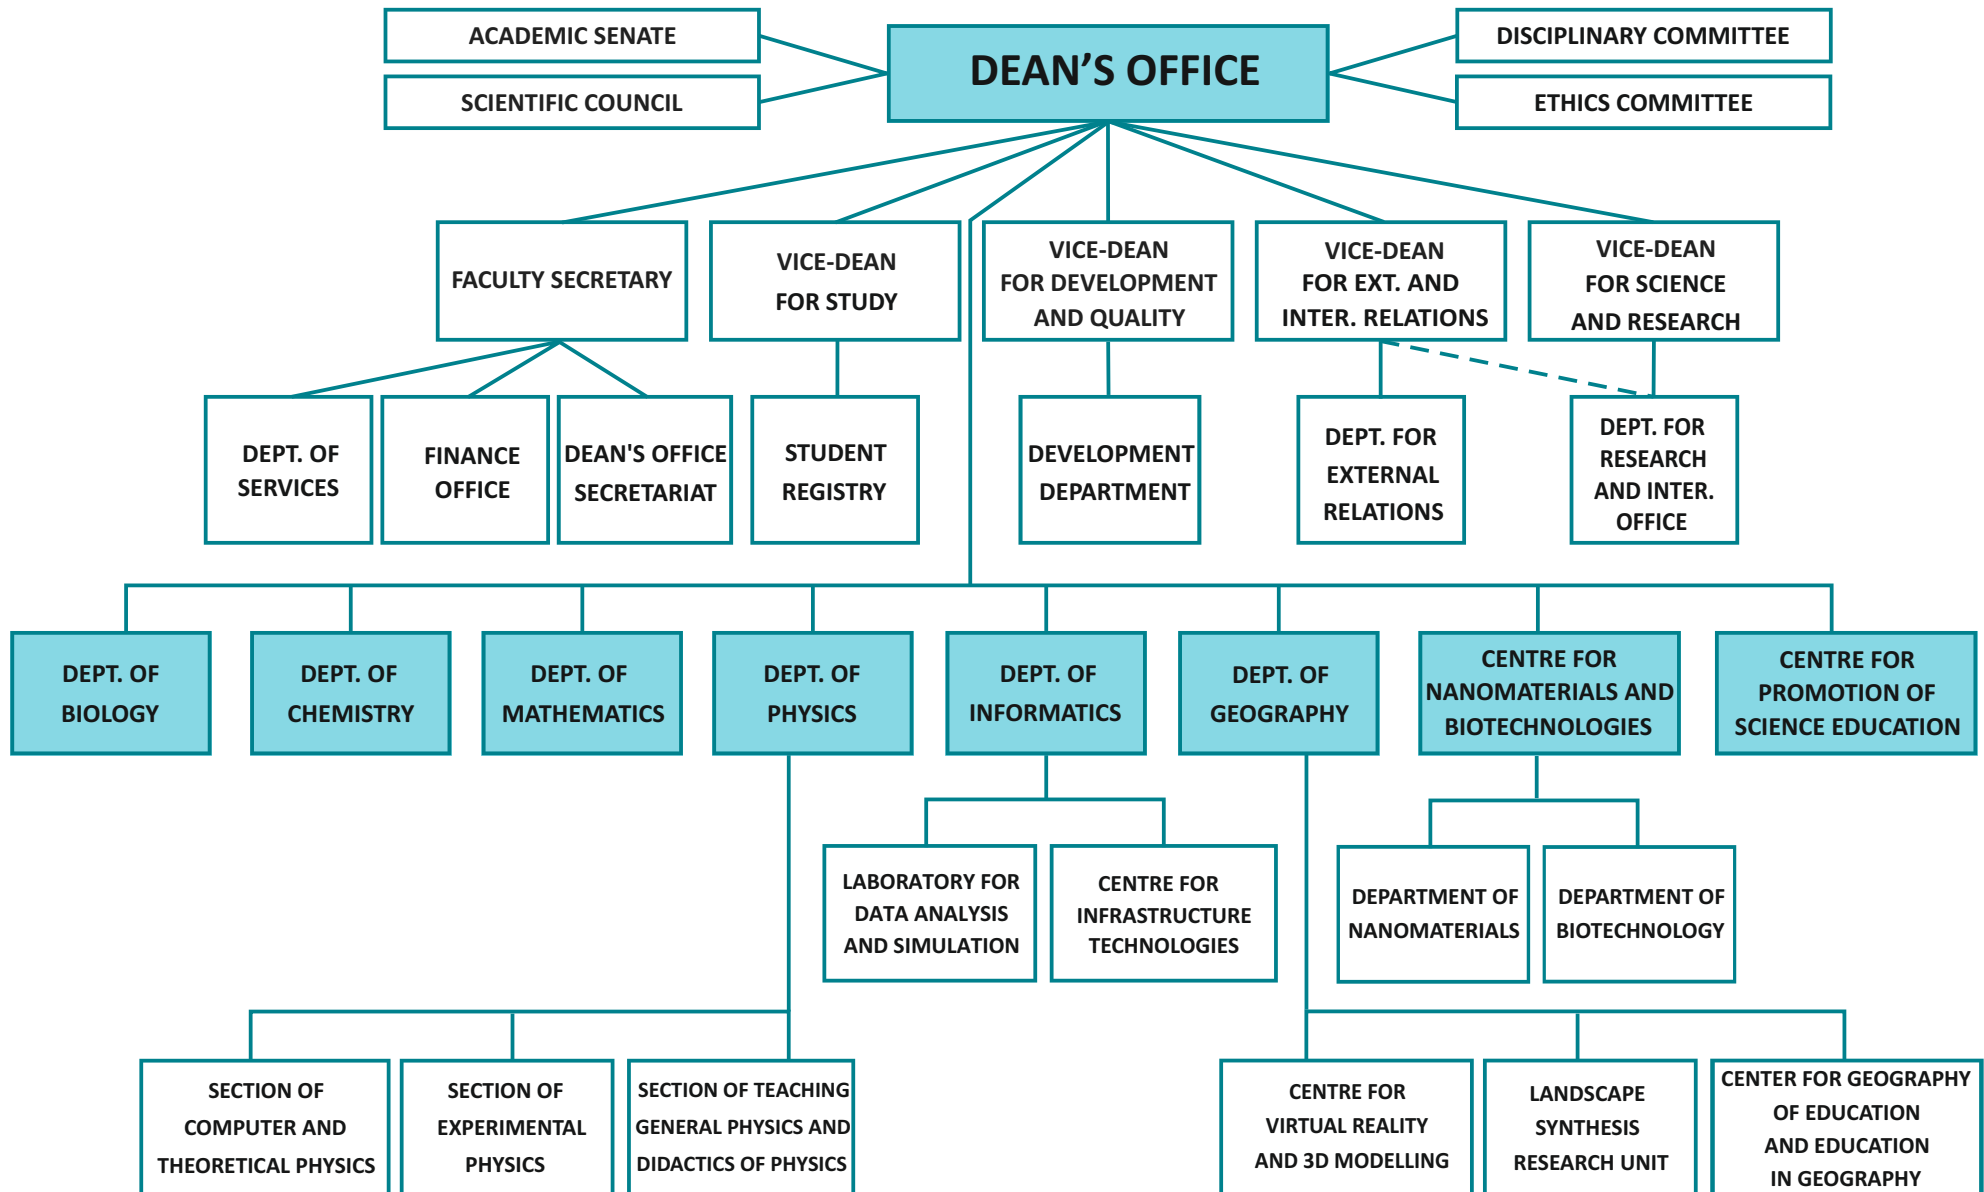 ACADEMIC SENATE
SCIENTIFIC COUNCIL
DEAN’S OFFICE
DISCIPLINARY COMMITTEE
ETHICS COMMITTEE
FACULTY SECRETARY
VICE-DEAN
FOR STUDY
VICE-DEAN
FOR DEVELOPMENT
AND QUALITY
VICE-DEAN
FOR EXT. AND
INTER. RELATIONS
VICE-DEAN
FOR SCIENCE
AND RESEARCH
DEPT. OF
SERVICES
FINANCE
OFFICE
DEAN'S OFFICE
SECRETARIAT
STUDENT
REGISTRY
DEVELOPMENT
DEPARTMENT
DEPT. FOR
EXTERNAL
RELATIONS
DEPT. FOR
RESEARCH
AND INTER.
OFFICE
DEPT. OF
BIOLOGY
DEPT. OF
CHEMISTRY
DEPT. OF
MATHEMATICS
DEPT. OF
PHYSICS
DEPT. OF
INFORMATICS
DEPT. OF
GEOGRAPHY
CENTRE FOR
NANOMATERIALS AND
BIOTECHNOLOGIES
CENTRE FOR
PROMOTION OF
SCIENCE EDUCATION
LABORATORY FOR
DATA ANALYSIS
AND SIMULATION
CENTRE FOR
INFRASTRUCTURE
TECHNOLOGIES
DEPARTMENT OF
NANOMATERIALS
DEPARTMENT OF
BIOTECHNOLOGY
SECTION OF
COMPUTER AND
THEORETICAL PHYSICS
SECTION OF
EXPERIMENTAL
PHYSICS
SECTION OF TEACHING
GENERAL PHYSICS AND
DIDACTICS OF PHYSICS
CENTRE FOR
VIRTUAL REALITY
AND 3D MODELLING
LANDSCAPE
SYNTHESIS
RESEARCH UNIT
CENTER FOR GEOGRAPHY
OF EDUCATION
AND EDUCATION
IN GEOGRAPHY